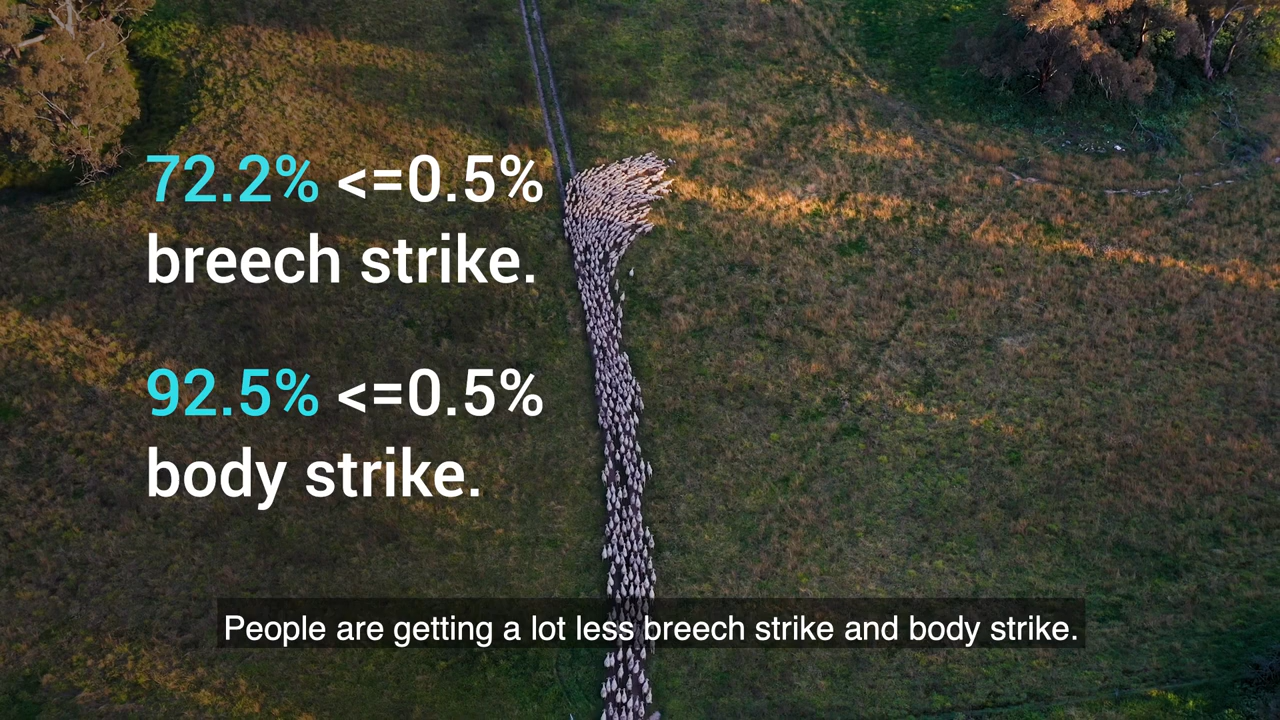 72.2% <=0.5%
breech strike.
92.5% <=0.5%
body strike.
People are getting a lot less breech strike and body strike.